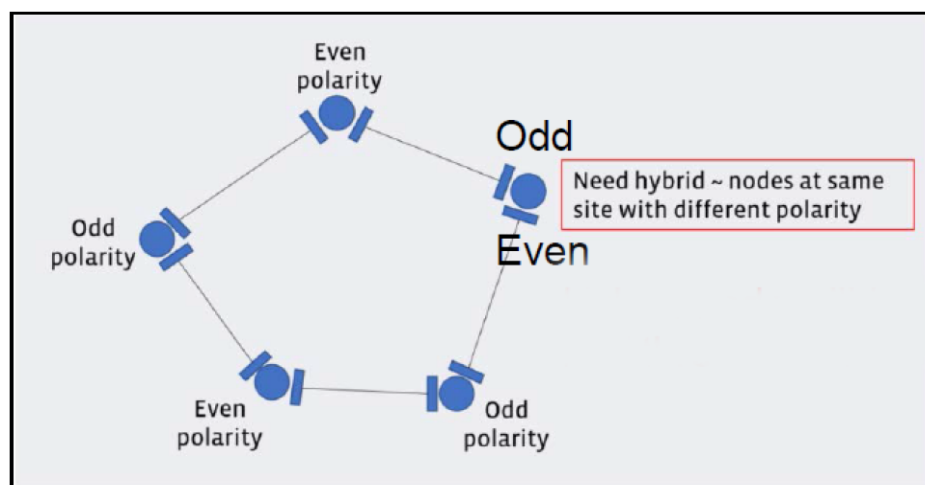 Even
polarity
Odd
Need hybrid ~ nodes at same
site with different polarity
Odd
polarity
Even
Even
polarity
Odd
polarity